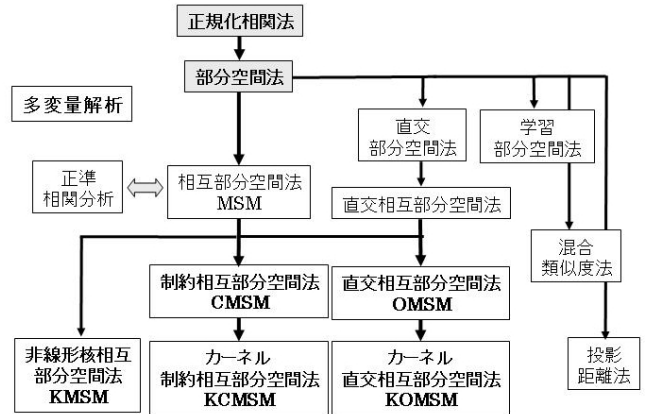 正規化相関法
部分空間法
多変量解析
直交
部分空間法
学習
部分空間法
正準
相関分析
相互部分空間法
MSM
直交相互部分空間法
混合
類似度法
制約相互部分空間法
CMSM
直交相互部分空間法
OMSM
非線形核相互
部分空間法
KMSM
カーネル
制約相互部分空間法
KCMSM
カーネル
直交相互部分空間法
KOMSM
投影
距離法